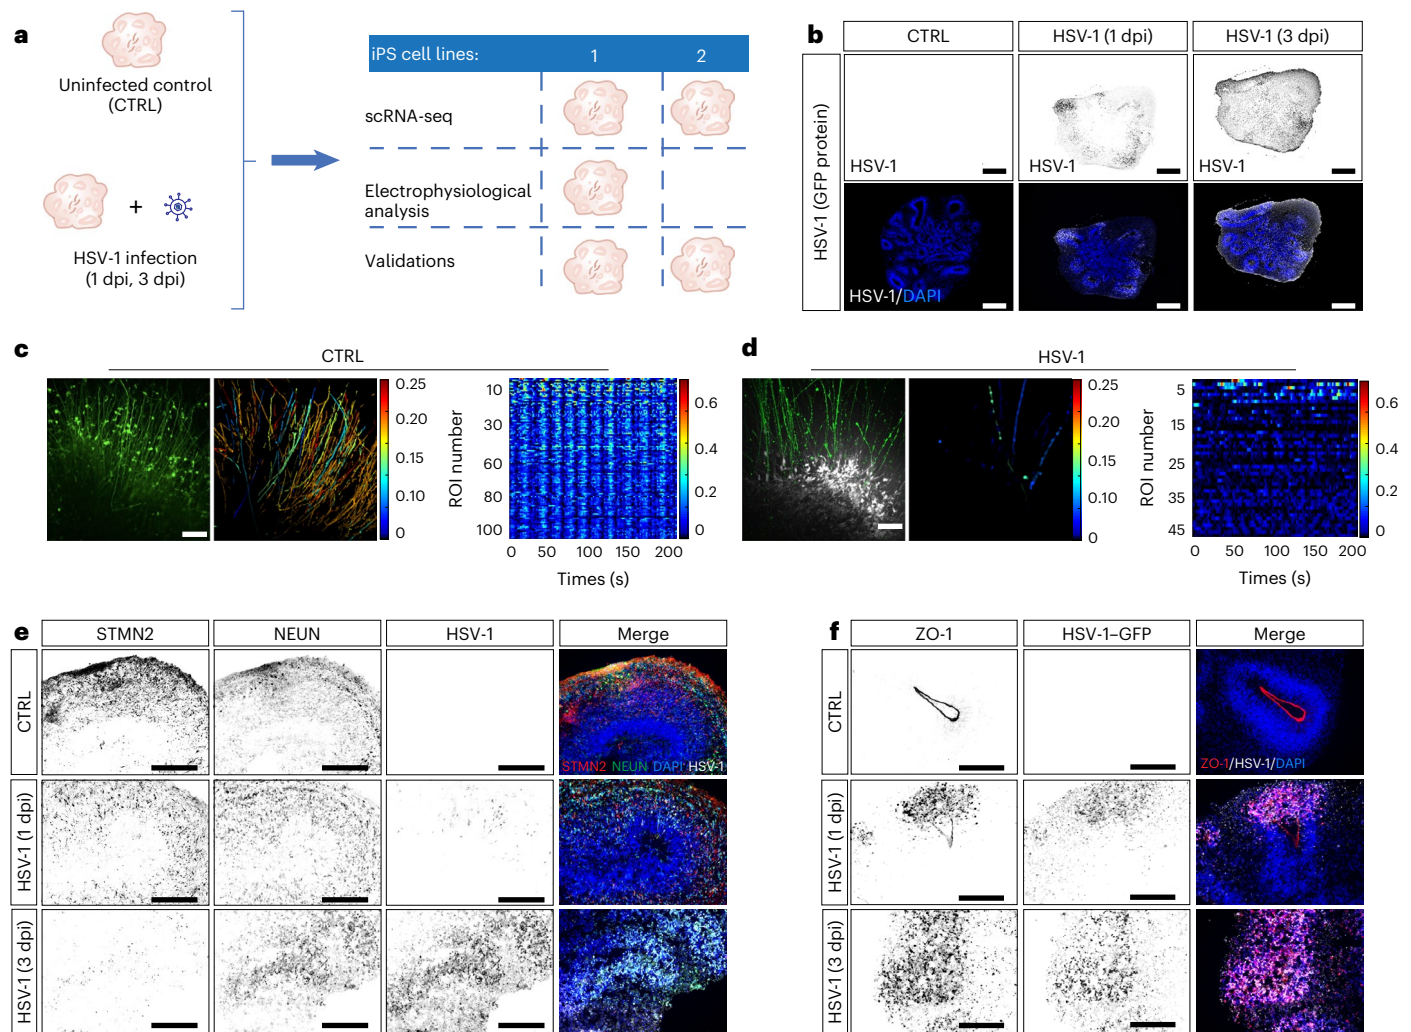 a
Uninfected control
(CTRL)
+
HSV-1 infection
(1 dpi, 3 dpi)
iPS cell lines: 1 2
scRNA-seq
Electrophysiological
analysis
Validations
b
CTRL HSV-1 (1 dpi) HSV-1 (3 dpi)
HSV-1 (GFP protein)
HSV-1 HSV-1 HSV-1
HSV-1/DAPI
c
CTRL
0.25
0.20
0.15
0.10
0
ROI number
10
30
60
80
100
0 50 100 150 200
Times (s)
0.6
0.4
0.2
0
d
HSV-1
0.25
0.20
0.15
0.10
0
ROI number
5
15
25
35
45
0 50 100 150 200
Times (s)
0.6
0.4
0.2
0
e
STMN2 NEUN HSV-1 Merge
CTRL
STMN2 NEUN DAPI HSV-1
HSV-1 (1 dpi)
HSV-1 (3 dpi)
f
ZO-1 HSV-1–GFP Merge
CTRL
ZO-1/HSV-1/DAPI
HSV-1 (1 dpi)
HSV-1 (3 dpi)